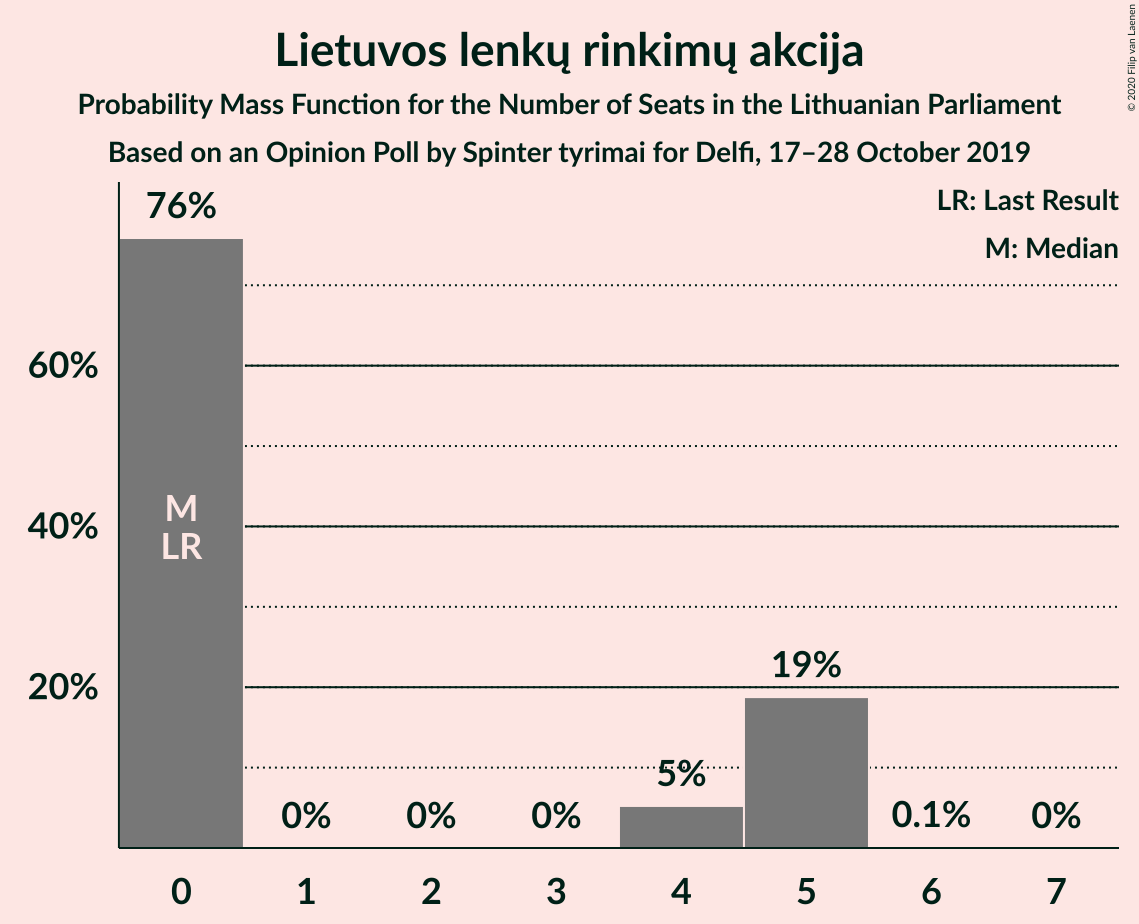 Lietuvos lenkų rinkimų akcija
Probability Mass Function for the Number of Seats in the Lithuanian Parliament
Based on an Opinion Poll by Spinter tyrimai for Delfi, 17–28 October 2019
© 2020 Filip van Laenen
LR: Last Result
M: Median
76%
60%
M
40%
LR
19%
20%
5%
0%
0%
0%
0.1%
0%
0
1
2
3
4
5
6
7